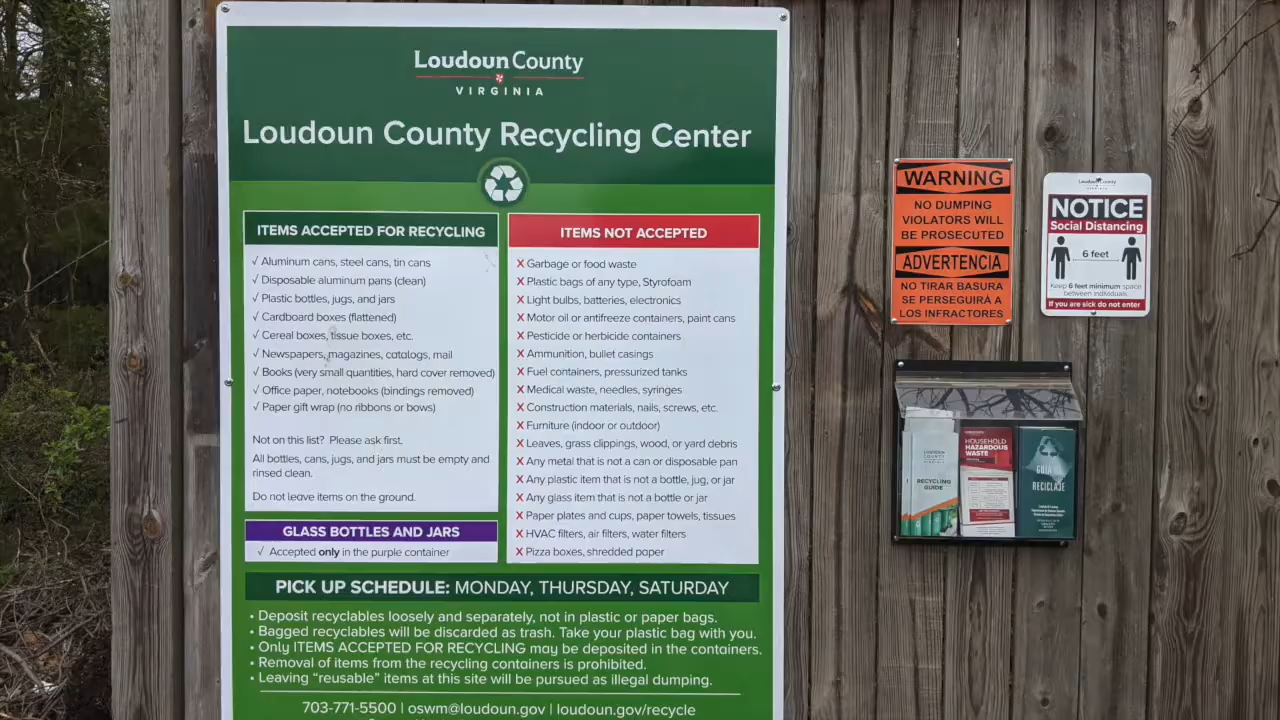 Loudoun County
VIRGINIA
Loudoun County Recycling Center
ITEMS ACCEPTED FOR RECYCLING
√ Aluminum cans, steel cans, tin cans
√ Disposable aluminum pans (clean)
√ Plastic bottles, jugs, and jars
√ Cardboard boxes (flattened)
√ Cereal boxes, tissue boxes, etc.
√ Newspapers, magazines, catalogs, mail
√ Books (very small quantities, hard cover removed)
√ Office paper, notebooks (bindings removed)
√ Paper gift wrap (no ribbons or bows)
Not on this list? Please ask first.
All bottles, cans, jugs, and jars must be empty and
rinsed clean.
Do not leave items on the ground.
GLASS BOTTLES AND JARS
√ Accepted only in the purple container
ITEMS NOT ACCEPTED
X Garbage or food waste
X Plastic bags of any type, Styrofoam
X Light bulbs, batteries, electronics
X Motor oil or antifreeze containers, paint cans
X Pesticide or herbicide containers
X Ammunition, bullet casings
X Fuel containers, pressurized tanks
X Medical waste, needles, syringes
X Construction materials, nails, screws, etc.
X Furniture (indoor or outdoor)
X Leaves, grass clippings, wood, or yard debris
X Any metal that is not a can or disposable pan
X Any plastic item that is not a bottle, jug, or jar
X Any glass item that is not a bottle or jar
X Paper plates and cups, paper towels, tissues
X HVAC filters, air filters, water filters
X Pizza boxes, shredded paper
PICK UP SCHEDULE: MONDAY, THURSDAY, SATURDAY
• Deposit recyclables loosely and separately, not in plastic or paper bags.
• Bagged recyclables will be discarded as trash. Take your plastic bag with you.
• Only ITEMS ACCEPTED FOR RECYCLING may be deposited in the containers.
• Removal of items from the recycling containers is prohibited.
• Leaving "reusable" items at this site will be pursued as illegal dumping.
703-771-5500 | oswm@loudoun.gov | loudoun.gov/recycle
WARNING
NO DUMPING
VIOLATORS WILL
BE PROSECUTED
ADVERTENCIA
NO TIRAR BASURA
SE PERSEGUIRÁ A
LOS INFRACTORES
Loudoun County
NOTICE
Social Distancing
6 feet
Keep 6 feet minimum space
between individuals.
If you are sick do not enter
LOUDOUN
COUNTY
VIRGINIA
RECYCLING
GUIDE
HOUSEHOLD
HAZARDOUS
WASTE
GUÍA DE
RECICLAJE